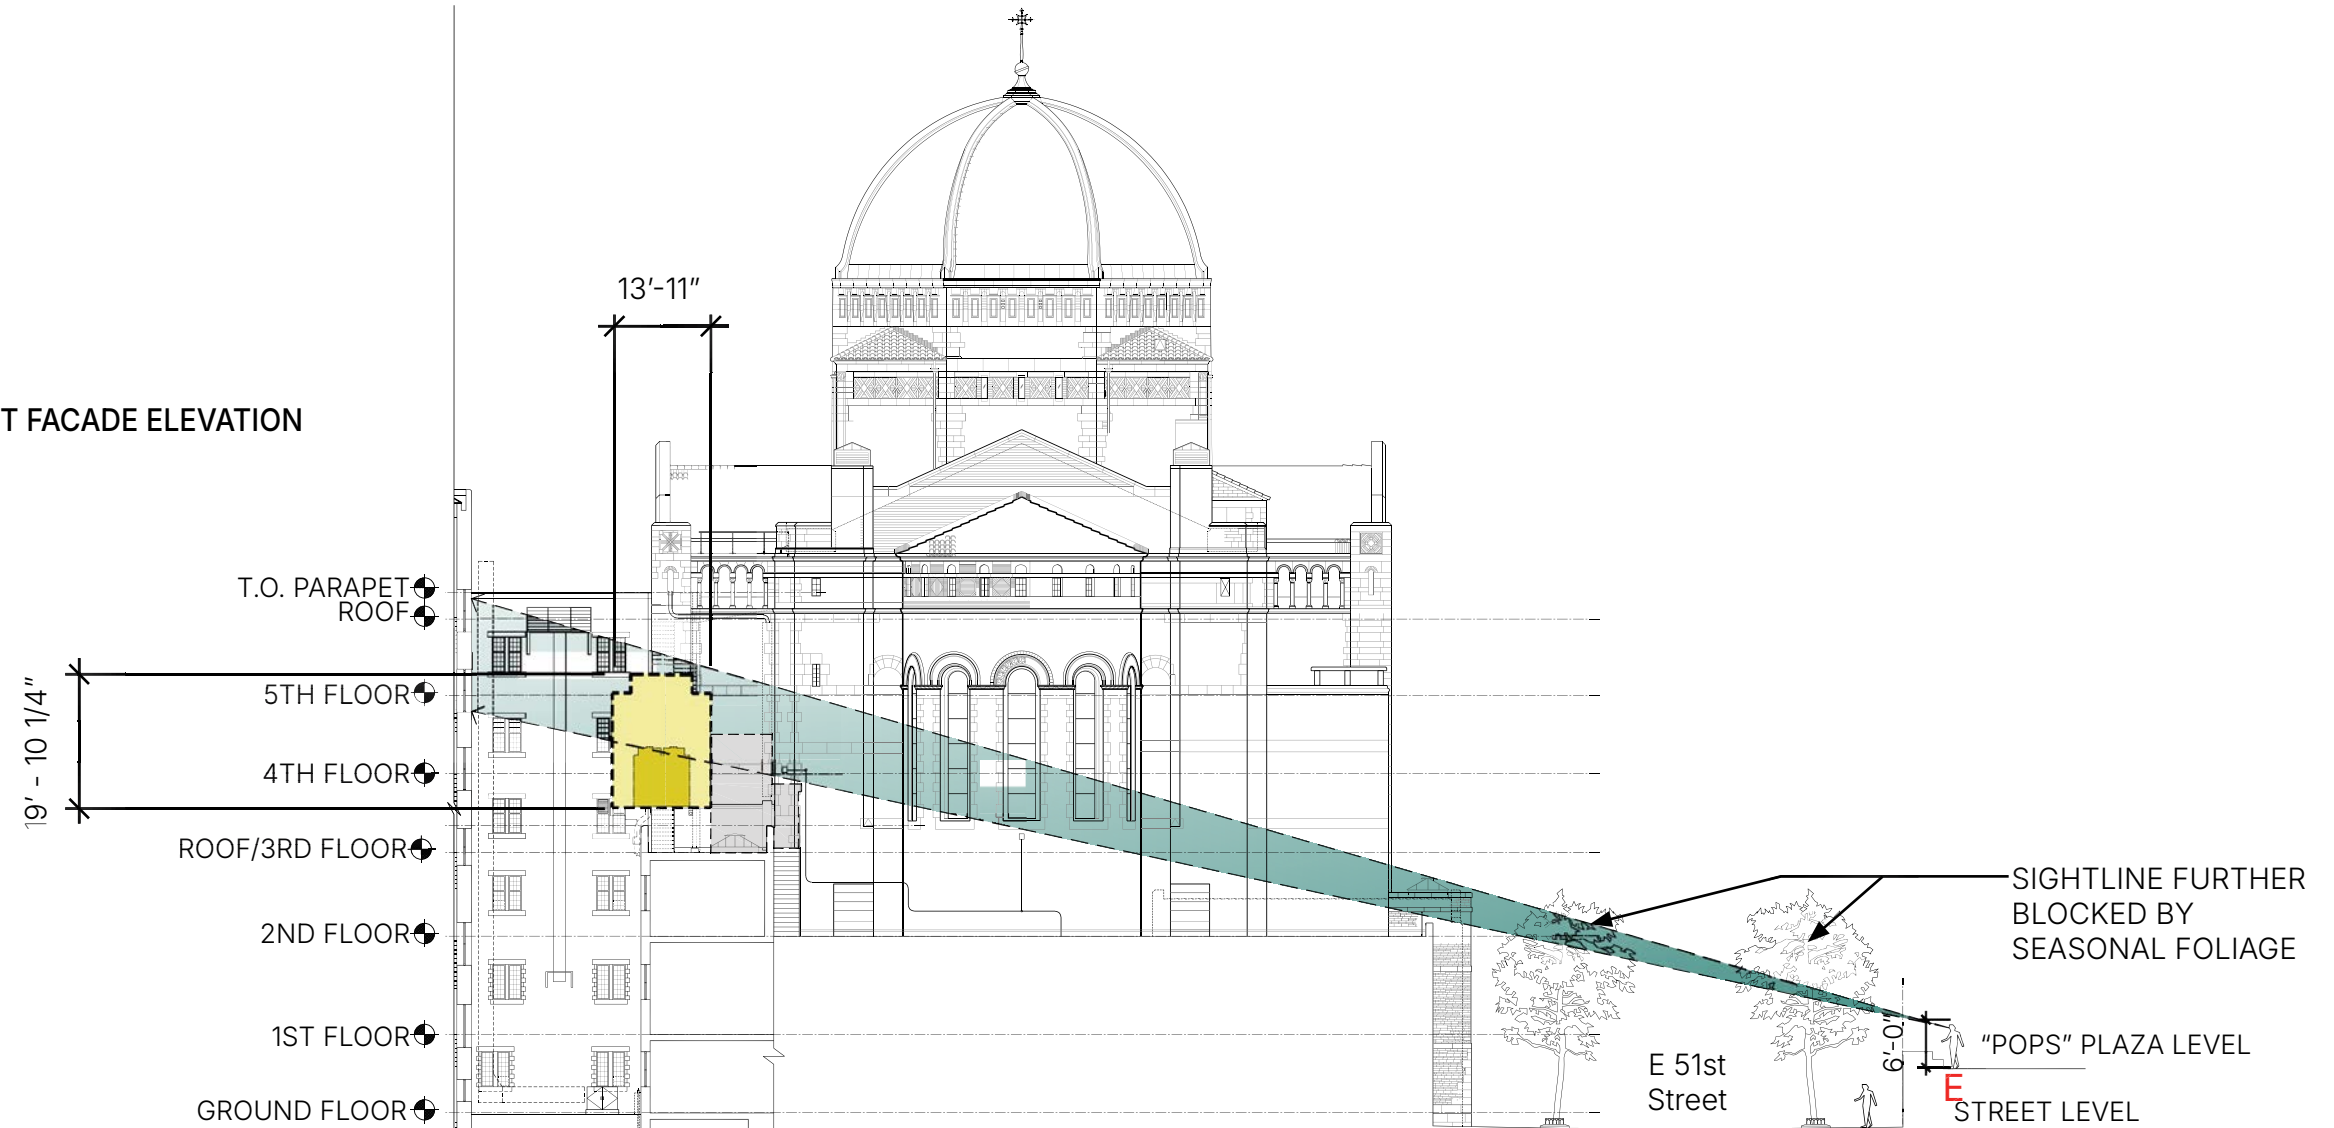 13’-11”
T FACADE ELEVATION
T.O. PARAPET
ROOF
5TH FLOOR
19’ - 10 1/4”
4TH FLOOR
ROOF/3RD FLOOR
SIGHTLINE FURTHER
BLOCKED BY
SEASONAL FOLIAGE
2ND FLOOR
1ST FLOOR
6’-0”
“POPS” PLAZA LEVEL
E 51st
Street
E
GROUND FLOOR
STREET LEVEL